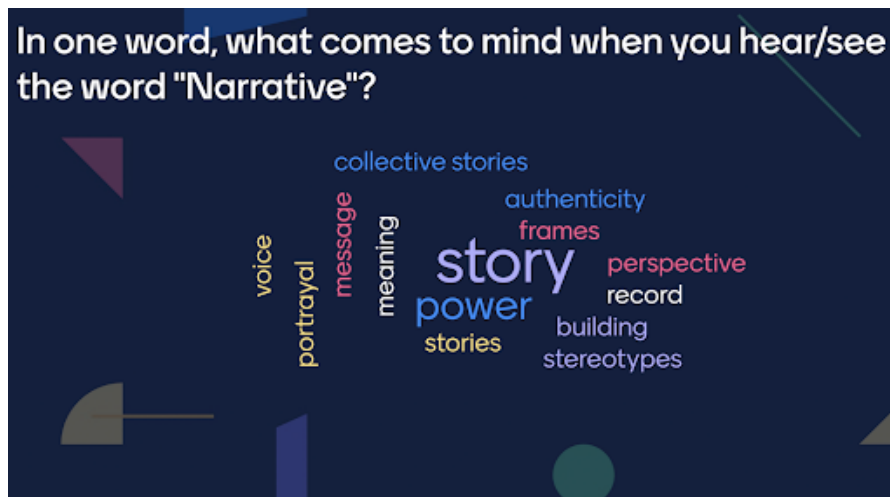 In one word, what comes to mind when you hear/see
the word "Narrative"?
collective stories
authenticity
frames
story
power
stories
voice
portrayal
message
meaning
perspective
record
building
stereotypes